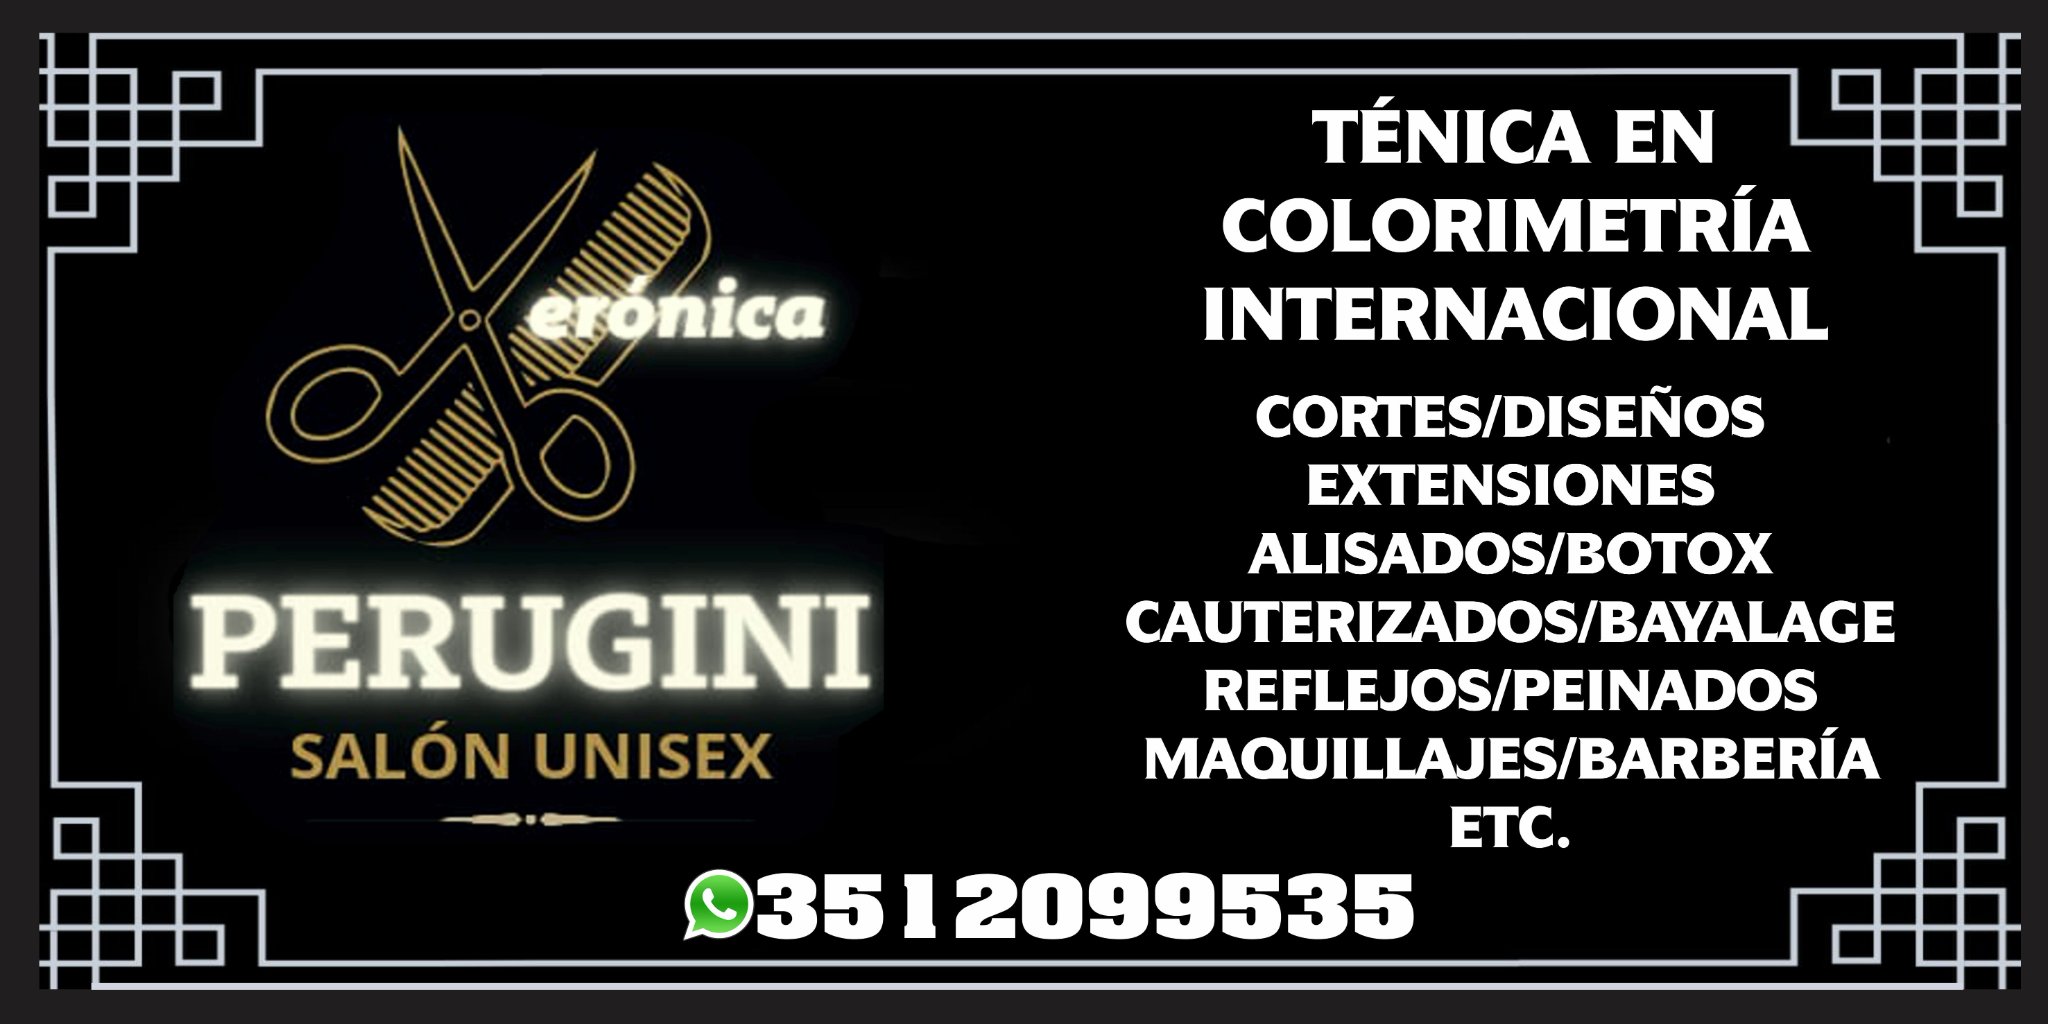 erónica
PERUGINI
SALÓN UNISEX
TÉNICA EN
COLORIMETRÍA
INTERNACIONAL
CORTES/DISEÑOS
EXTENSIONES
ALISADOS/BOTOX
CAUTERIZADOS/BAYALAGE
REFLEJOS/PEINADOS
MAQUILLAJES/BARBERÍA
ETC.
3512099535